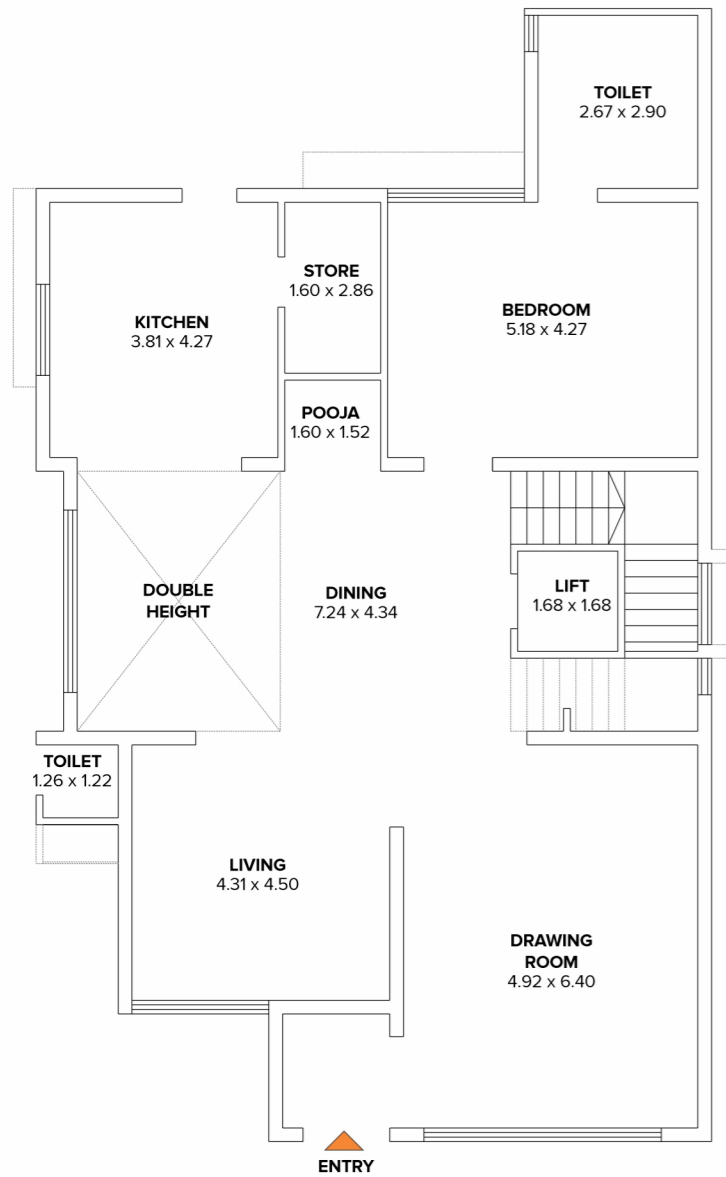 TOILET
2.67 x 2.90
STORE
1.60 x 2.86
BEDROOM
5.18 x 4.27
KITCHEN
3.81 x 4.27
POOJA
1.60 x 1.52
DOUBLE
HEIGHT
DINING
7.24 x 4.34
LIFT
1.68 x 1.68
TOILET
1.26 x 1.22
LIVING
4.31 x 4.50
DRAWING
ROOM
4.92 x 6.40
ENTRY